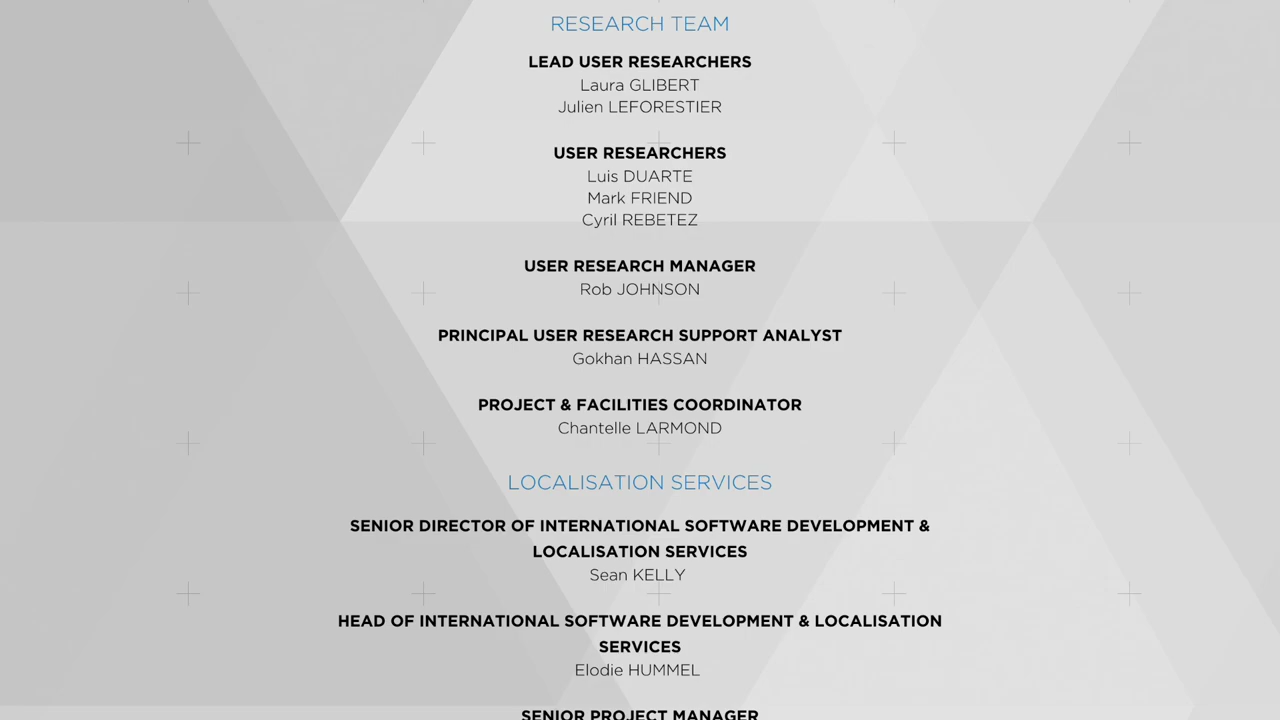 RESEARCH TEAM
LEAD USER RESEARCHERS
Laura GLIBERT
Julien LEFORESTIER
USER RESEARCHERS
Luis DUARTE
Mark FRIEND
Cyril REBETEZ
USER RESEARCH MANAGER
Rob JOHNSON
PRINCIPAL USER RESEARCH SUPPORT ANALYST
Gokhan HASSAN
PROJECT & FACILITIES COORDINATOR
Chantelle LARMOND
LOCALISATION SERVICES
SENIOR DIRECTOR OF INTERNATIONAL SOFTWARE DEVELOPMENT &
LOCALISATION SERVICES
Sean KELLY
HEAD OF INTERNATIONAL SOFTWARE DEVELOPMENT & LOCALISATION
SERVICES
Elodie HUMMEL
SENIOR PROJECT MANAGER